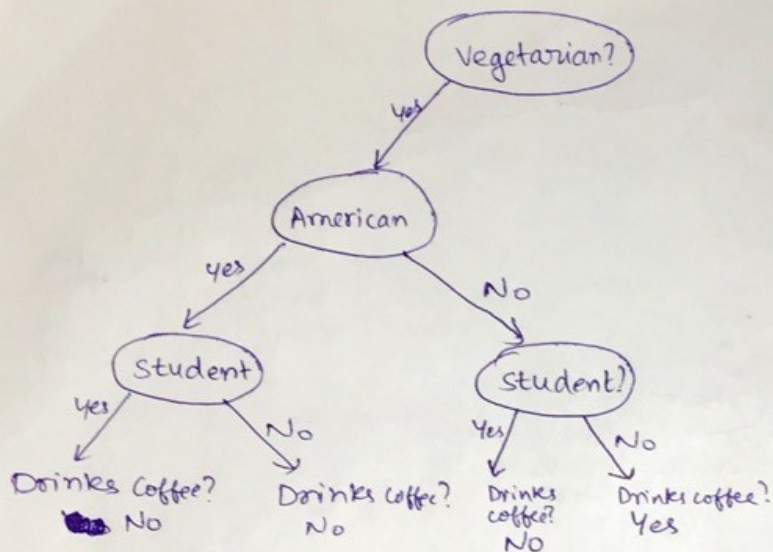 Vegetarian?
yes
American
yes
No
Student
Student?
yes
No
Yes
No
Drinks coffee?
No
Drinks coffee?
No
Drinks
coffee?
No
Drinks coffee?
Yes